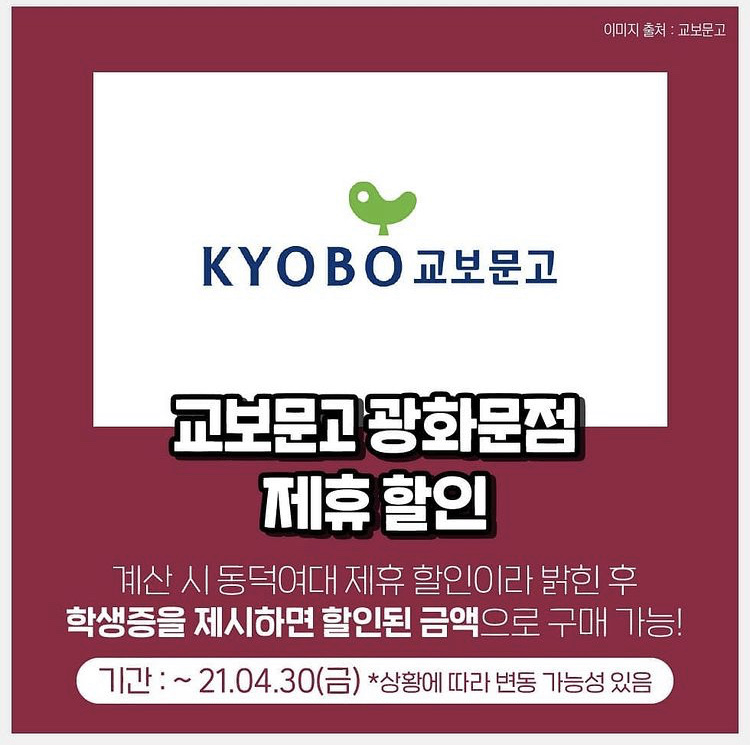 이미지 출처 : 교보문고
KYOBO 교보문고
교보문고 광화문점
제휴 할인
계산 시 동덕여대 제휴 할인이라 밝힌 후
학생증을 제시하면 할인된 금액으로 구매 가능!
기간 : ~ 21.04.30(금) *상황에 따라 변동 가능성 있음